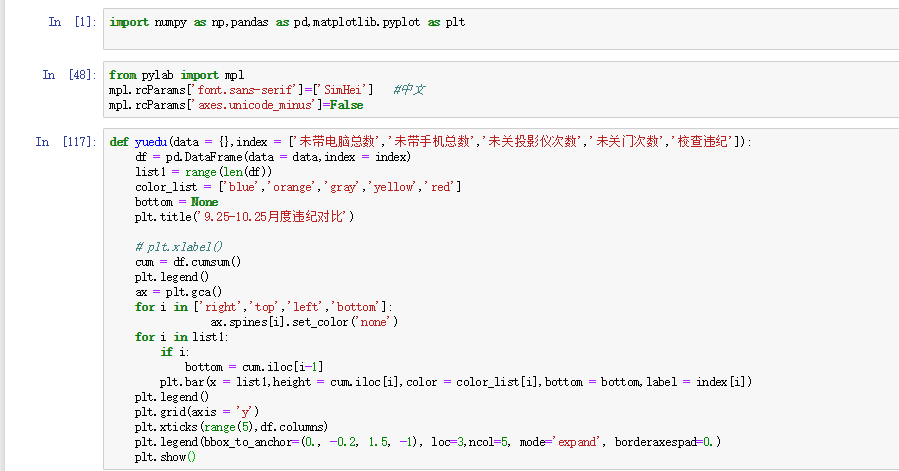 In [1]: import numpy as np,pandas as pd,matplotlib.pyplot as plt
In [48]: from pylab import mpl
mpl.rcParams['font.sans-serif']=['SimHei']   #中文
mpl.rcParams['axes.unicode_minus']=False
In [117]: def yuedu(data = {},index = ['未带电脑总数','未带手机总数','未关投影仪次数','未关门次数','校查违纪']):
    df = pd.DataFrame(data = data,index = index)
    list1 = range(len(df))
    color_list = ['blue','orange','gray','yellow','red']
    bottom = None
    plt.title('9.25-10.25月度违纪对比')
    # plt.xlabel()
    cum = df.cumsum()
    plt.legend()
    ax = plt.gca()
    for i in ['right','top','left','bottom']:
                ax.spines[i].set_color('none')
    for i in list1:
        if i:
            bottom = cum.iloc[i-1]
        plt.bar(x = list1,height = cum.iloc[i],color = color_list[i],bottom = bottom,label = index[i])
    plt.legend()
    plt.grid(axis = 'y')
    plt.xticks(range(5),df.columns)
    plt.legend(bbox_to_anchor=(0., -0.2, 1.5, -1), loc=3,ncol=5, mode='expand', borderaxespad=0.)
    plt.show()